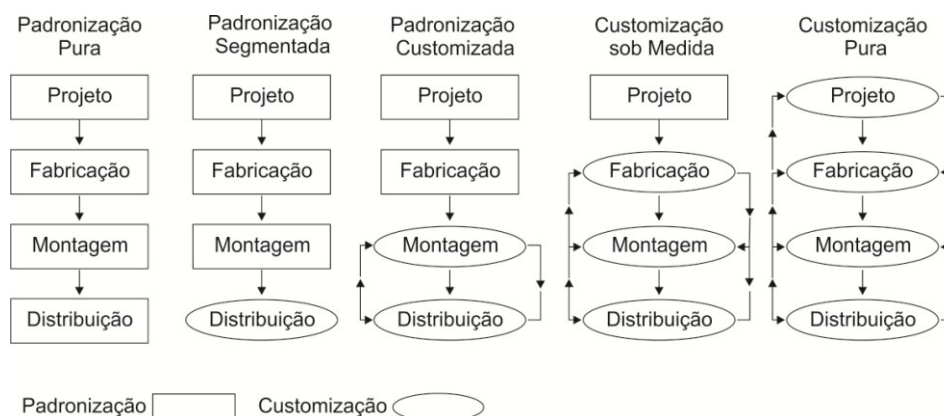 Padronização
Pura
Padronização
Segmentada
Padronização
Customizada
Customização
sob Medida
Customização
Pura
Projeto
Projeto
Projeto
Projeto
Projeto
Fabricação
Fabricação
Fabricação
Fabricação
Fabricação
Montagem
Montagem
Montagem
Montagem
Montagem
Distribuição
Distribuição
Distribuição
Distribuição
Distribuição
Padronização
Customização